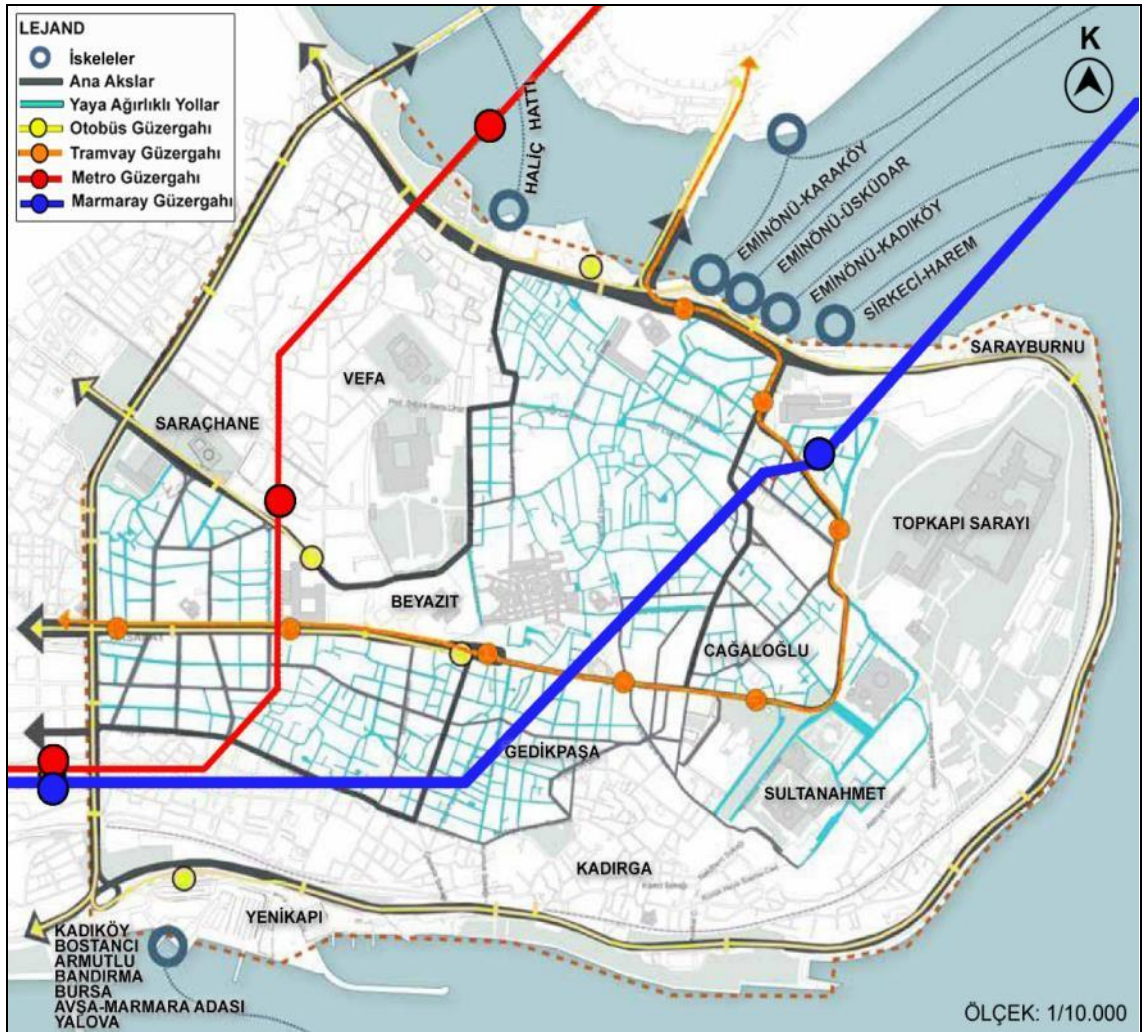 LEJAND
İskeleler
Ana Akslar
Yaya Ağırlıklı Yollar
Otobüs Güzergahı
Tramvay Güzergahı
Metro Güzergahı
Marmaray Güzergahı
K
HALİÇ HATTI
EMİNÖNÜ-KARAKÖY
EMİNÖNÜ-ÜSKÜDAR
EMİNÖNÜ-KADIKÖY
SİRKECİ-HAREM
SARAYBURNU
VEFA
SARAÇHANE
TOPKAPI SARAYI
BEYAZIT
CAĞALOĞLU
GEDİKPAŞA
SULTANAHMET
KADIRGA
YENİKAPI
KADIKÖY
BOSTANCI
ARMUTLU
BANDIRMA
BURSA
AVŞA-MARMARA ADASI
YALOVA
ÖLÇEK: 1/10.000